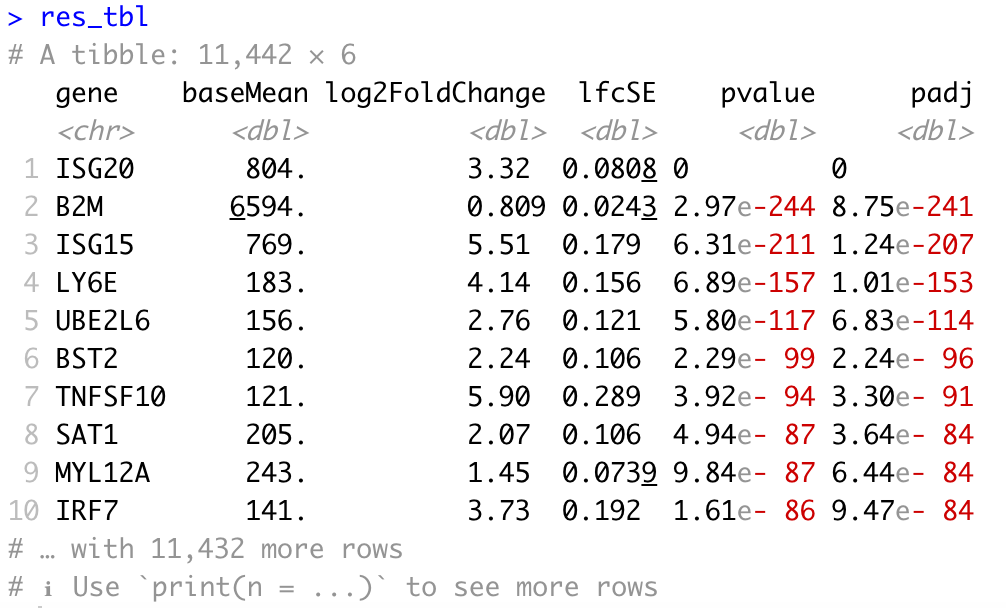 > res_tbl
# A tibble: 11,442 × 6
   gene    baseMean log2FoldChange  lfcSE    pvalue      padj
   <chr>      <dbl>          <dbl>  <dbl>     <dbl>     <dbl>
 1 ISG20       804.          3.32  0.0808 0         0
 2 B2M        6594.          0.809 0.0243 2.97e-244 8.75e-241
 3 ISG15       769.          5.51  0.179  6.31e-211 1.24e-207
 4 LY6E        183.          4.14  0.156  6.89e-157 1.01e-153
 5 UBE2L6      156.          2.76  0.121  5.80e-117 6.83e-114
 6 BST2        120.          2.24  0.106  2.29e- 99 2.24e- 96
 7 TNFSF10     121.          5.90  0.289  3.92e- 94 3.30e- 91
 8 SAT1        205.          2.07  0.106  4.94e- 87 3.64e- 84
 9 MYL12A      243.          1.45  0.0739 9.84e- 87 6.44e- 84
10 IRF7        141.          3.73  0.192  1.61e- 86 9.47e- 84
# … with 11,432 more rows
# ℹ Use `print(n = ...)` to see more rows